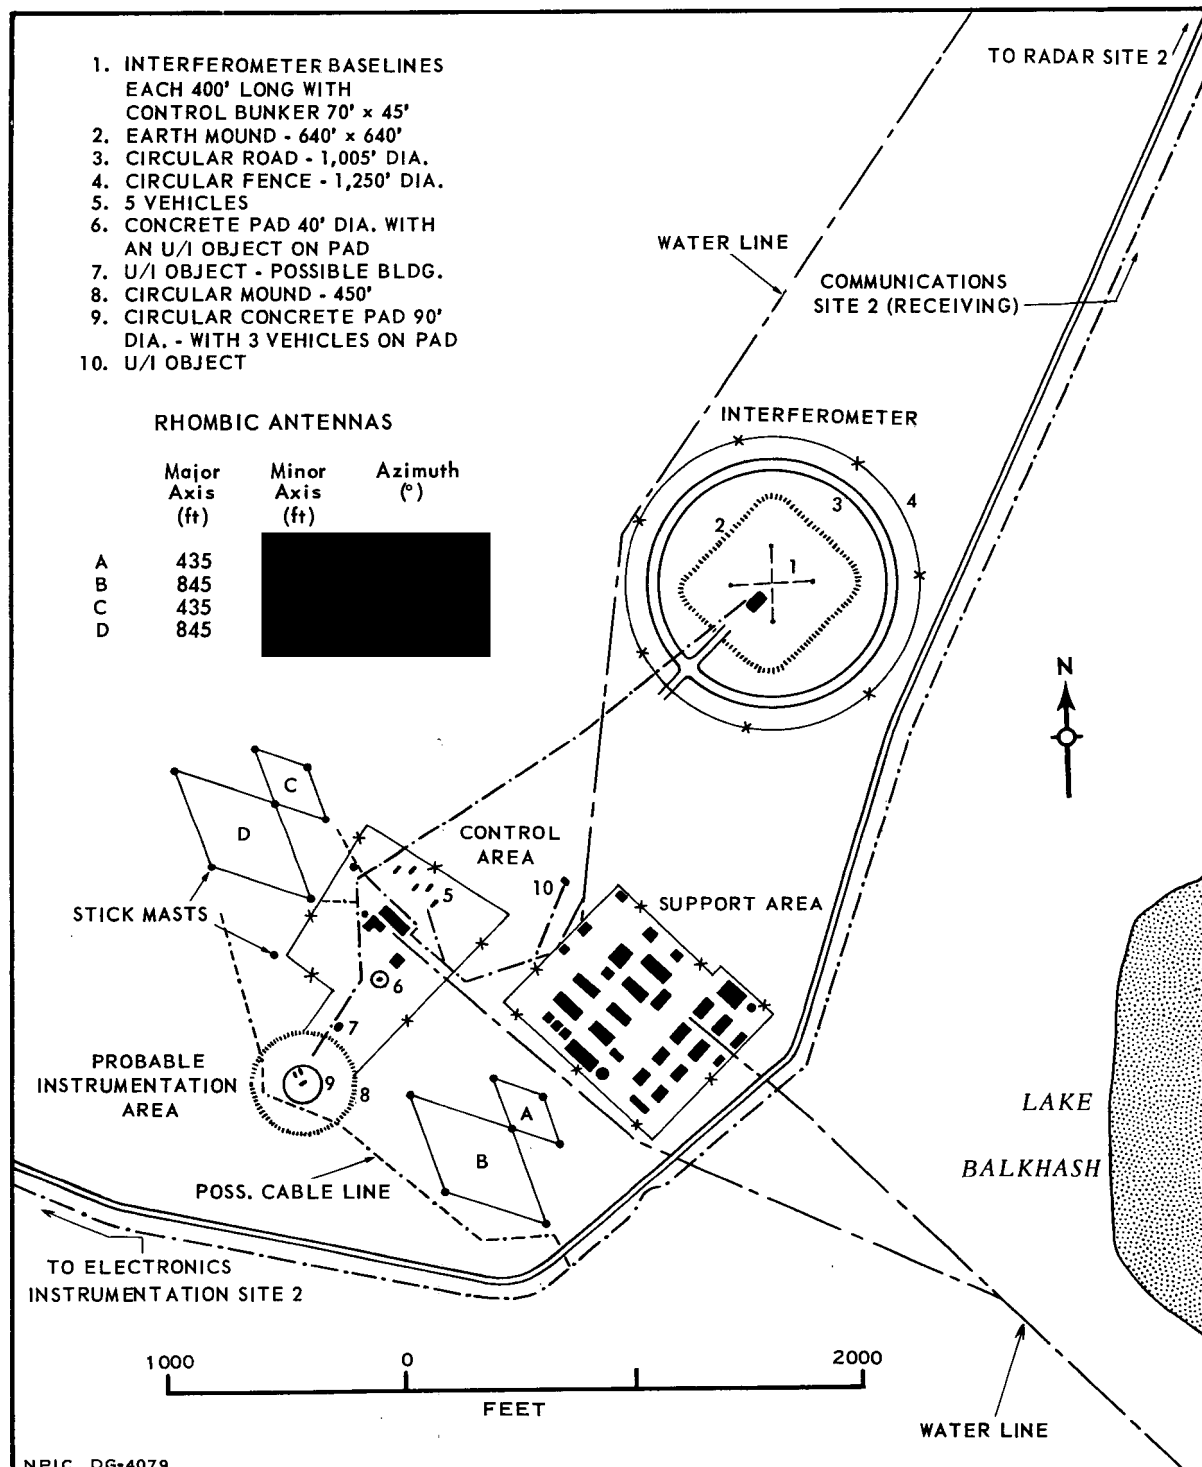 1. INTERFEROMETER BASELINES
EACH 400' LONG WITH
CONTROL BUNKER 70' x 45'
2. EARTH MOUND - 640' x 640'
3. CIRCULAR ROAD - 1,005' DIA.
4. CIRCULAR FENCE - 1,250' DIA.
5. 5 VEHICLES
6. CONCRETE PAD 40' DIA. WITH
AN U/I OBJECT ON PAD
7. U/I OBJECT - POSSIBLE BLDG.
8. CIRCULAR MOUND - 450'
9. CIRCULAR CONCRETE PAD 90'
DIA. - WITH 3 VEHICLES ON PAD
10. U/I OBJECT
RHOMBIC ANTENNAS
Major Axis (ft) Minor Axis (ft) Azimuth (°)
A 435
B 845
C 435
D 845
TO RADAR SITE 2
WATER LINE
COMMUNICATIONS
SITE 2 (RECEIVING)
INTERFEROMETER
4
3
2
1
N
C
D
CONTROL
AREA
5
10
STICK MASTS
SUPPORT AREA
6
7
PROBABLE
INSTRUMENTATION
AREA
9
8
A
B
LAKE
BALKHASH
POSS. CABLE LINE
TO ELECTRONICS
INSTRUMENTATION SITE 2
1000 0 2000
FEET
WATER LINE
NPIC DG-4079